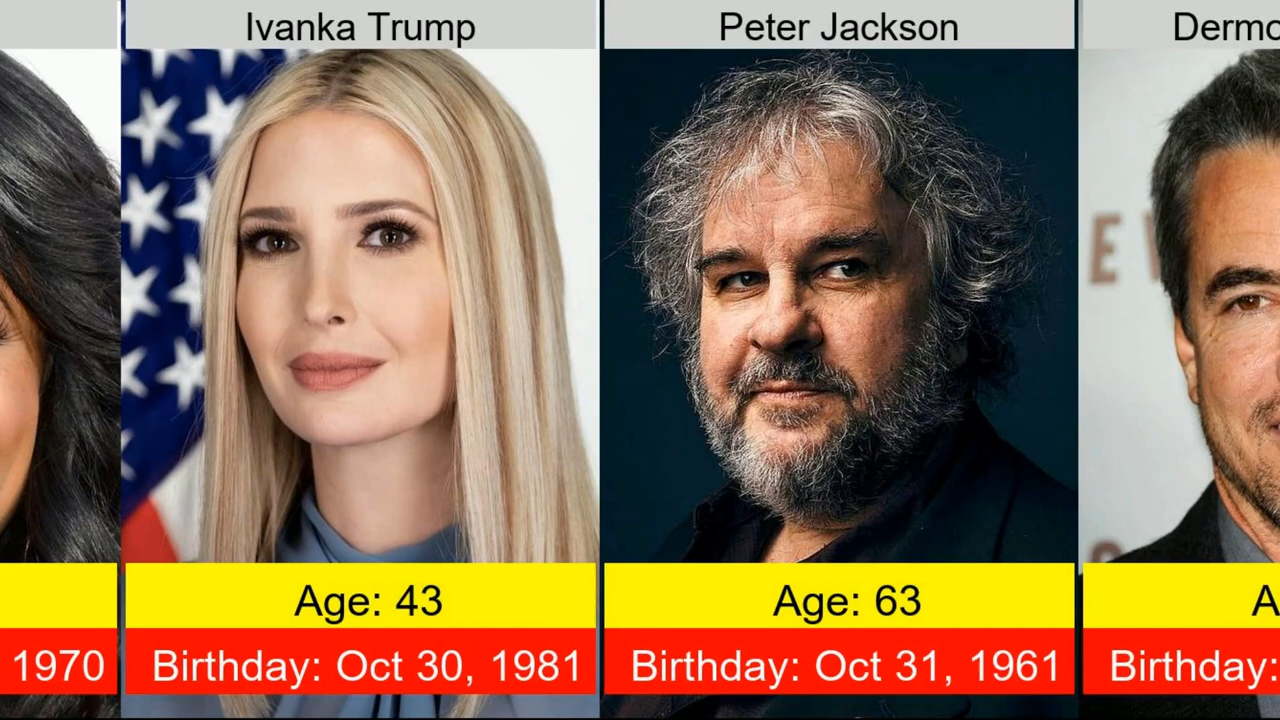 Ivanka Trump
Peter Jackson
Dermo
E
Age: 43
Age: 63
A
1970
Birthday: Oct 30, 1981
Birthday: Oct 31, 1961
Birthday: